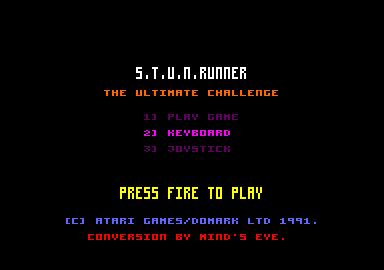 S.T.U.N.RUNNER
THE ULTIMATE CHALLENGE
1) PLAY GAME
2) KEYBOARD
3) JOYSTICK
PRESS FIRE TO PLAY
(C) ATARI GAMES/DOMARK LTD 1991.
CONVERSION BY MIND'S EYE.